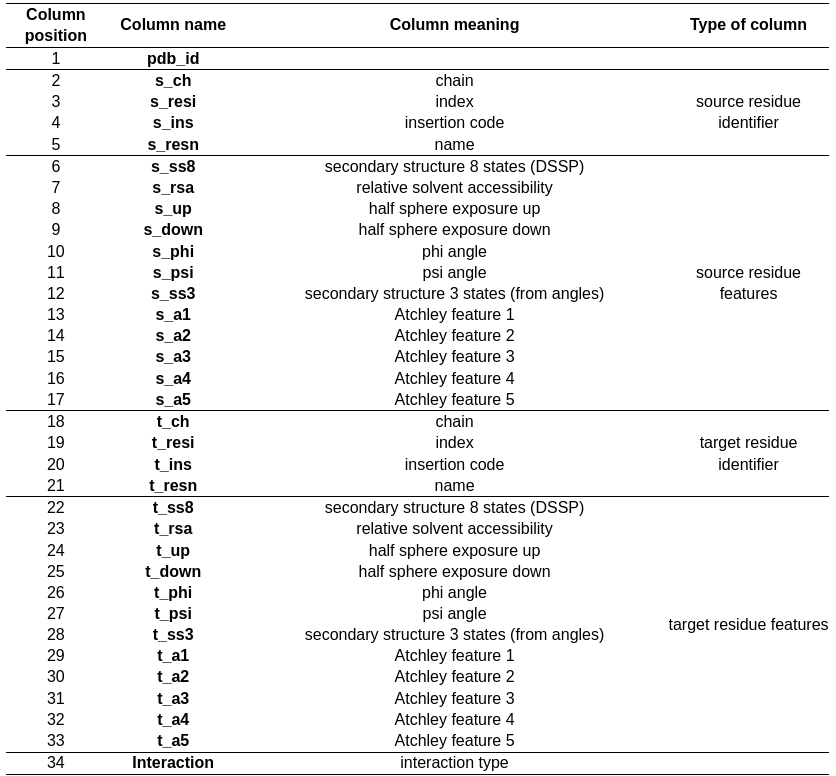 Column position Column name Column meaning Type of column
1 pdb_id
2 s_ch chain
3 s_resi index source residue
4 s_ins insertion code identifier
5 s_resn name
6 s_ss8 secondary structure 8 states (DSSP)
7 s_rsa relative solvent accessibility
8 s_up half sphere exposure up
9 s_down half sphere exposure down
10 s_phi phi angle
11 s_psi psi angle source residue
12 s_ss3 secondary structure 3 states (from angles) features
13 s_a1 Atchley feature 1
14 s_a2 Atchley feature 2
15 s_a3 Atchley feature 3
16 s_a4 Atchley feature 4
17 s_a5 Atchley feature 5
18 t_ch chain
19 t_resi index target residue
20 t_ins insertion code identifier
21 t_resn name
22 t_ss8 secondary structure 8 states (DSSP)
23 t_rsa relative solvent accessibility
24 t_up half sphere exposure up
25 t_down half sphere exposure down
26 t_phi phi angle
27 t_psi psi angle target residue features
28 t_ss3 secondary structure 3 states (from angles)
29 t_a1 Atchley feature 1
30 t_a2 Atchley feature 2
31 t_a3 Atchley feature 3
32 t_a4 Atchley feature 4
33 t_a5 Atchley feature 5
34 Interaction interaction type